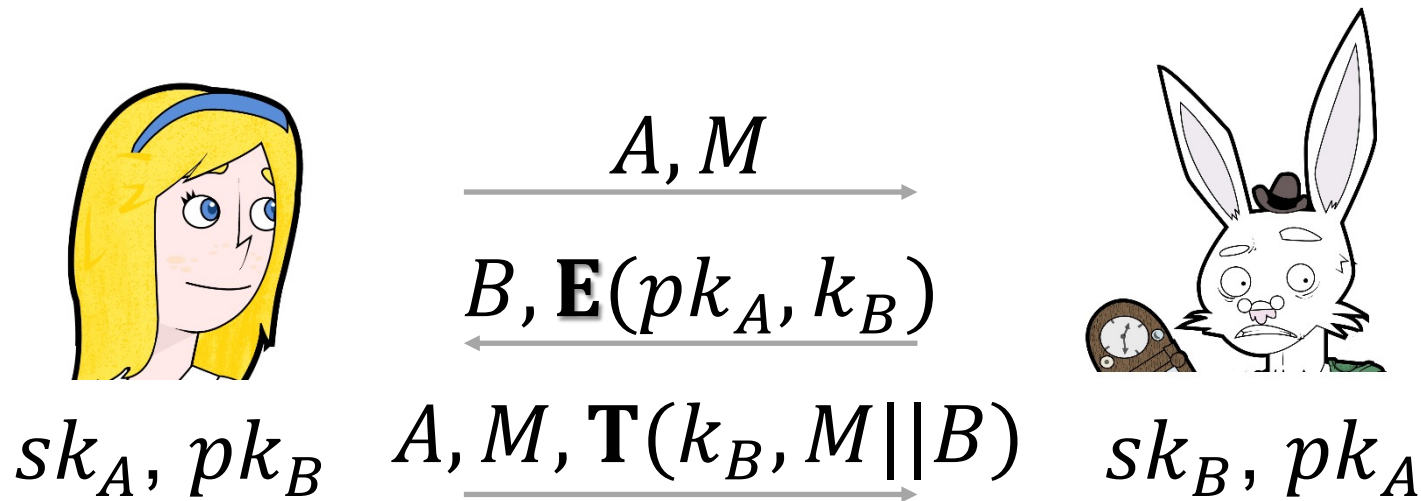 A, M
B, E(pk_A, k_B)
A, M, T(k_B, M||B)
sk_A, pk_B
sk_B, pk_A